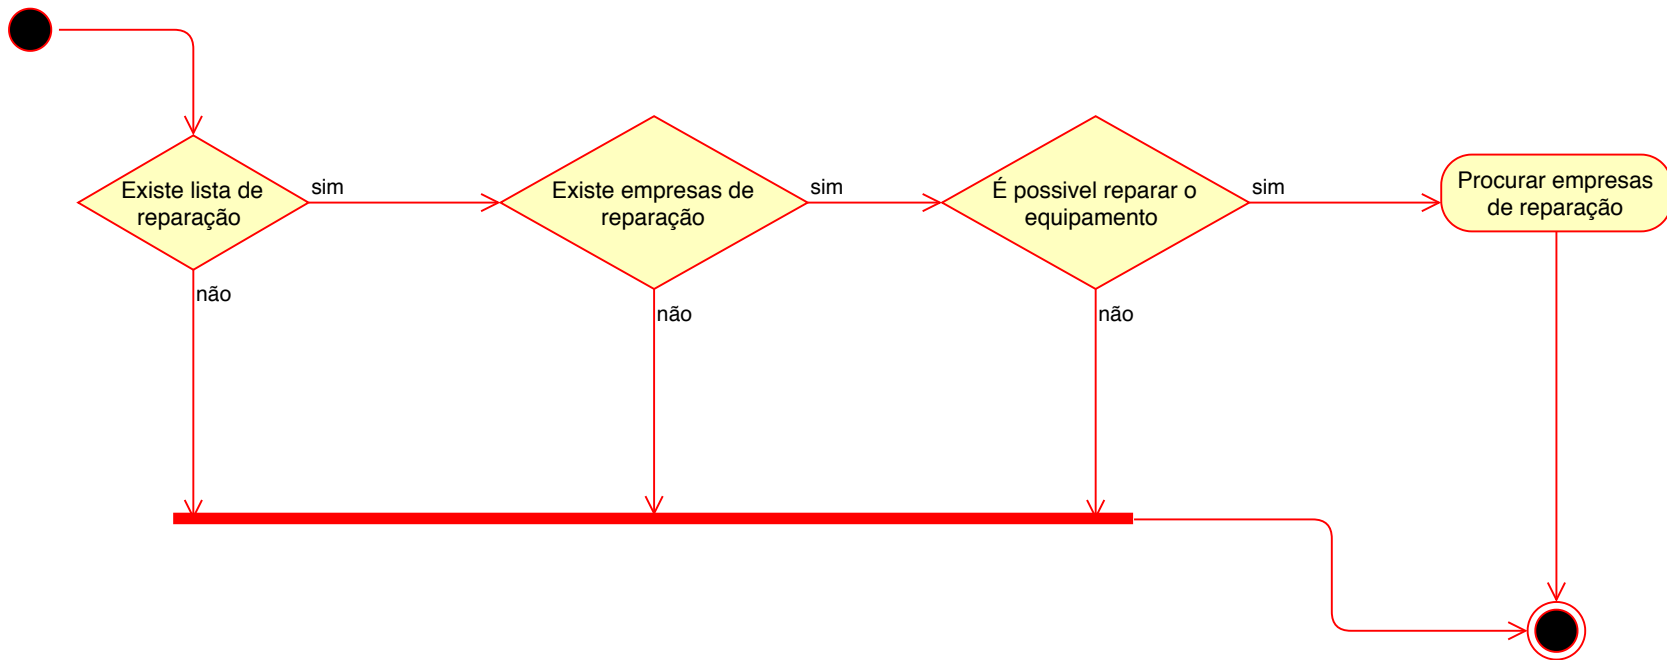 Existe lista de
reparação
sim
não
Existe empresas de
reparação
sim
não
É possivel reparar o
equipamento
sim
não
Procurar empresas
de reparação